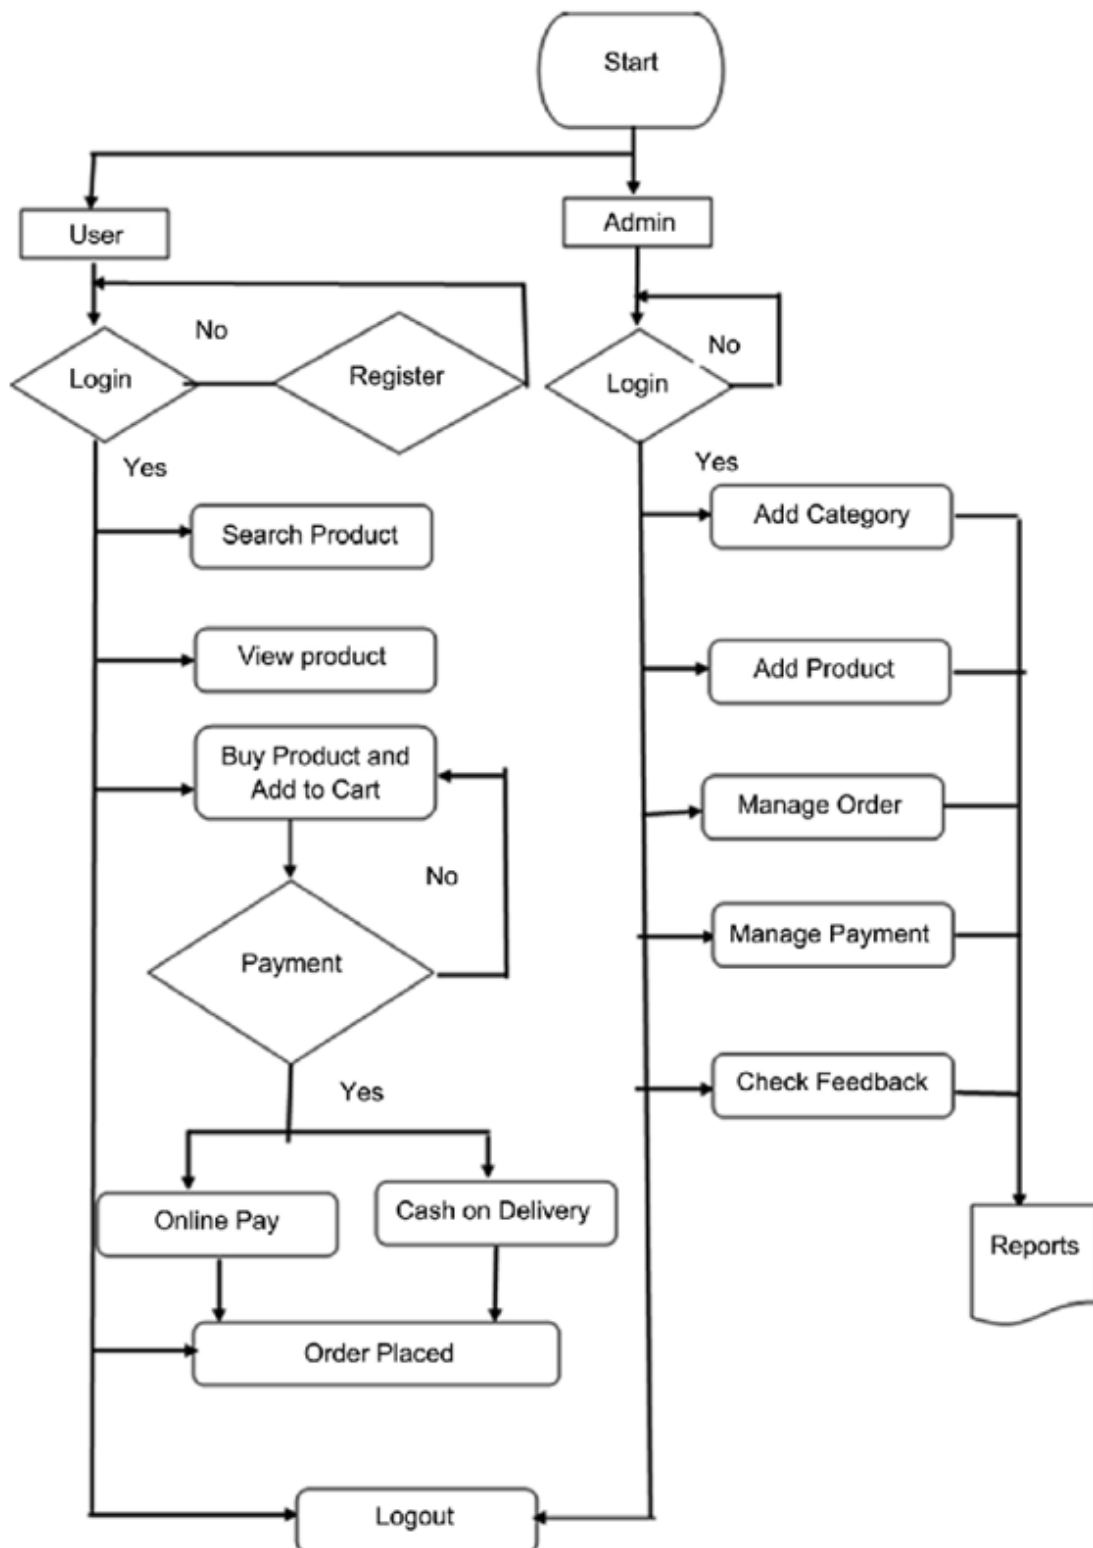 Start
User
Admin
No
Login
Register
No
Login
Yes
Yes
Search Product
Add Category
View product
Add Product
Buy Product and
Add to Cart
Manage Order
No
Payment
Manage Payment
Yes
Check Feedback
Online Pay
Cash on Delivery
Reports
Order Placed
Logout